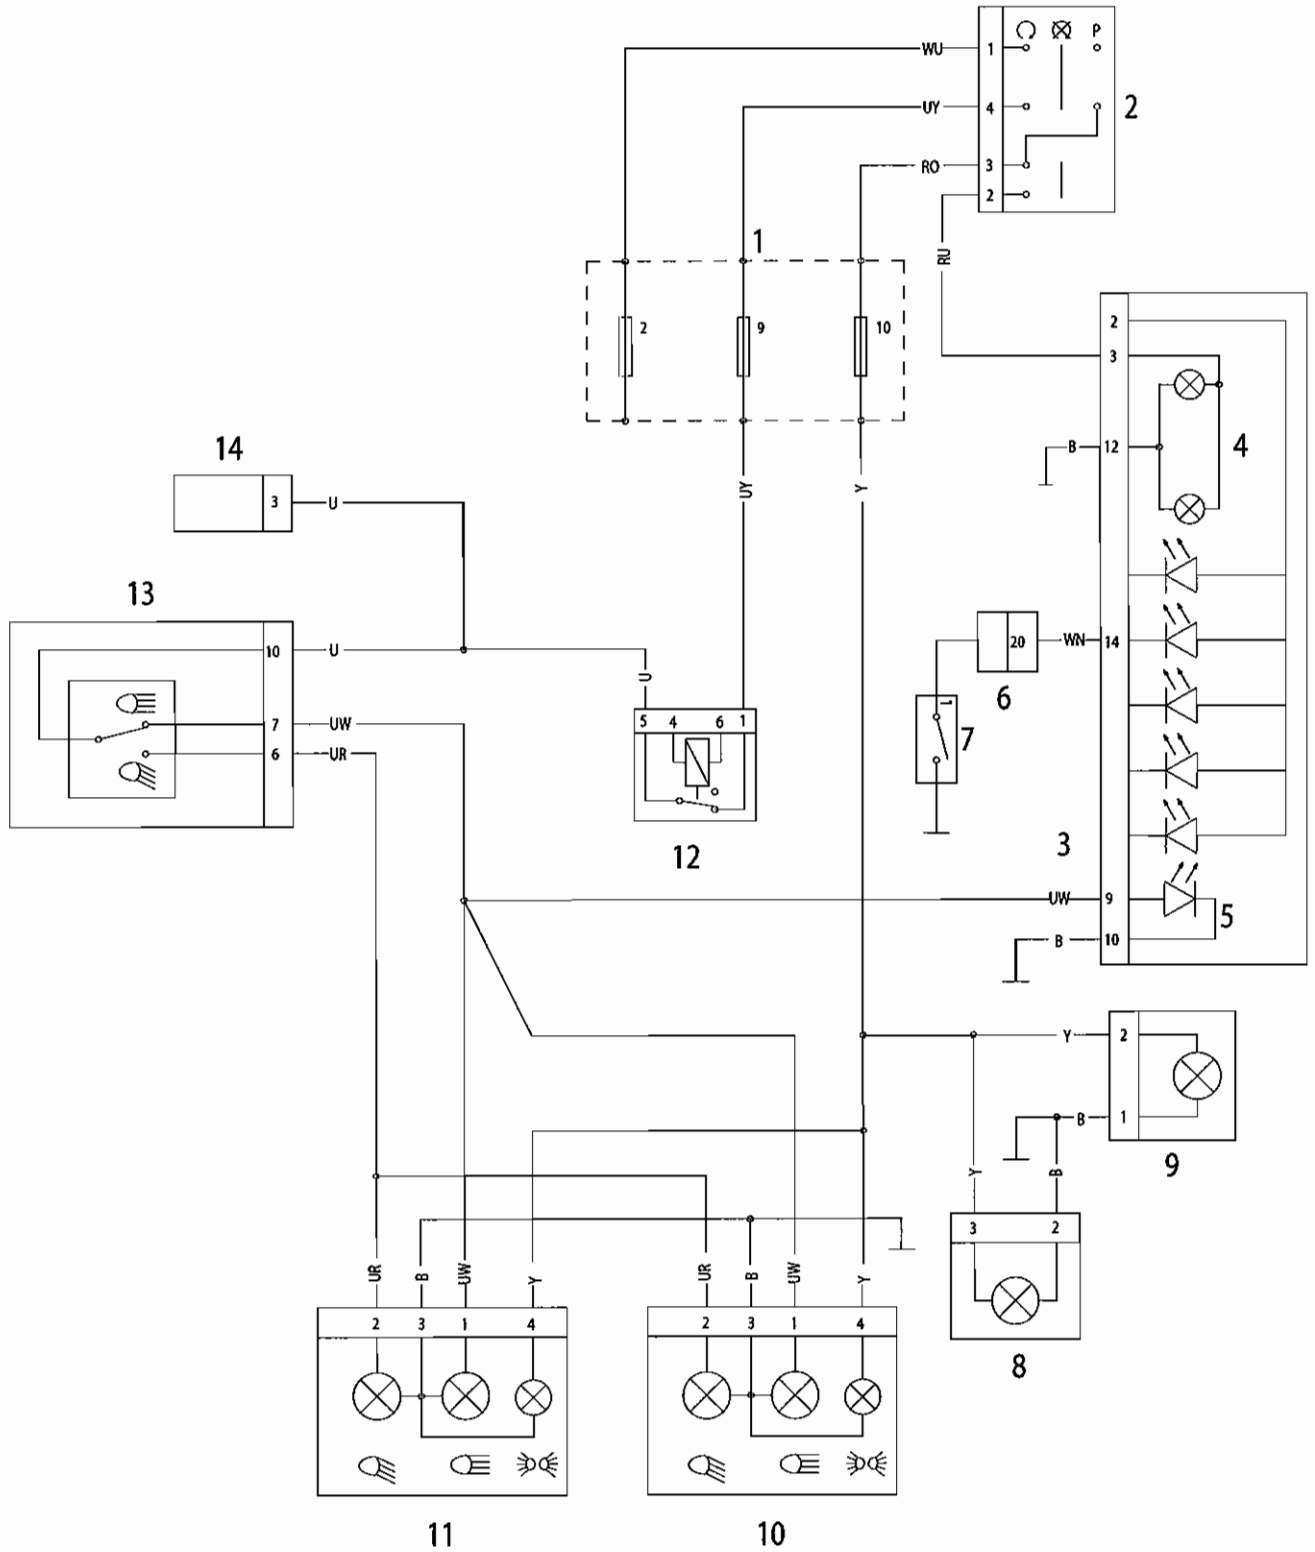 P
WU 1
UY 4
2
RO 3
2
1
RU
2 9 10
2
3
4
B 12
14
3 U
UY Y
13
10 U
U
7 UW
6 UR
20 WN 14
6
7
5 4 6 1
12
3
UW 9
5
B 10
Y 2
B 1
9
Y B
3 2
8
UR B UW Y UR B UW Y
2 3 1 4 2 3 1 4
11 10